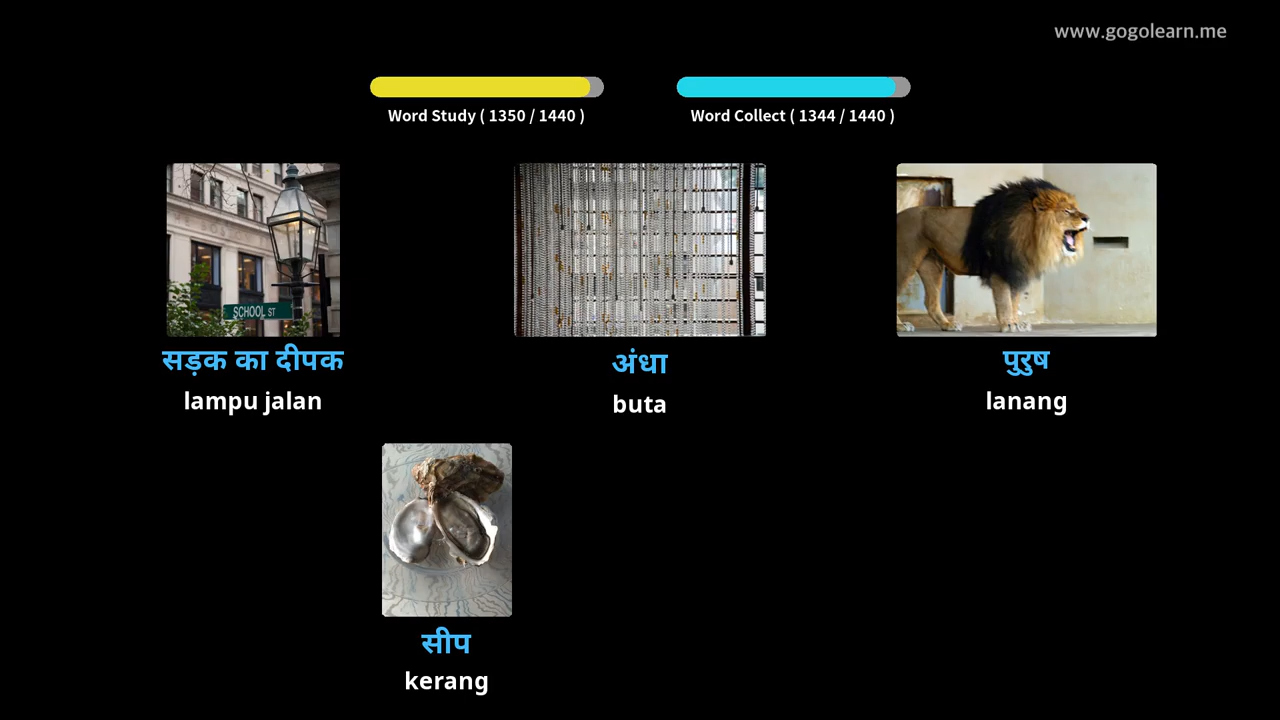 www.gogolearn.me
Word Study ( 1350 / 1440 )
Word Collect ( 1344 / 1440 )
SCHOOL ST
सड़क का दीपक
lampu jalan
अंधा
buta
पुरुष
lanang
सीप
kerang